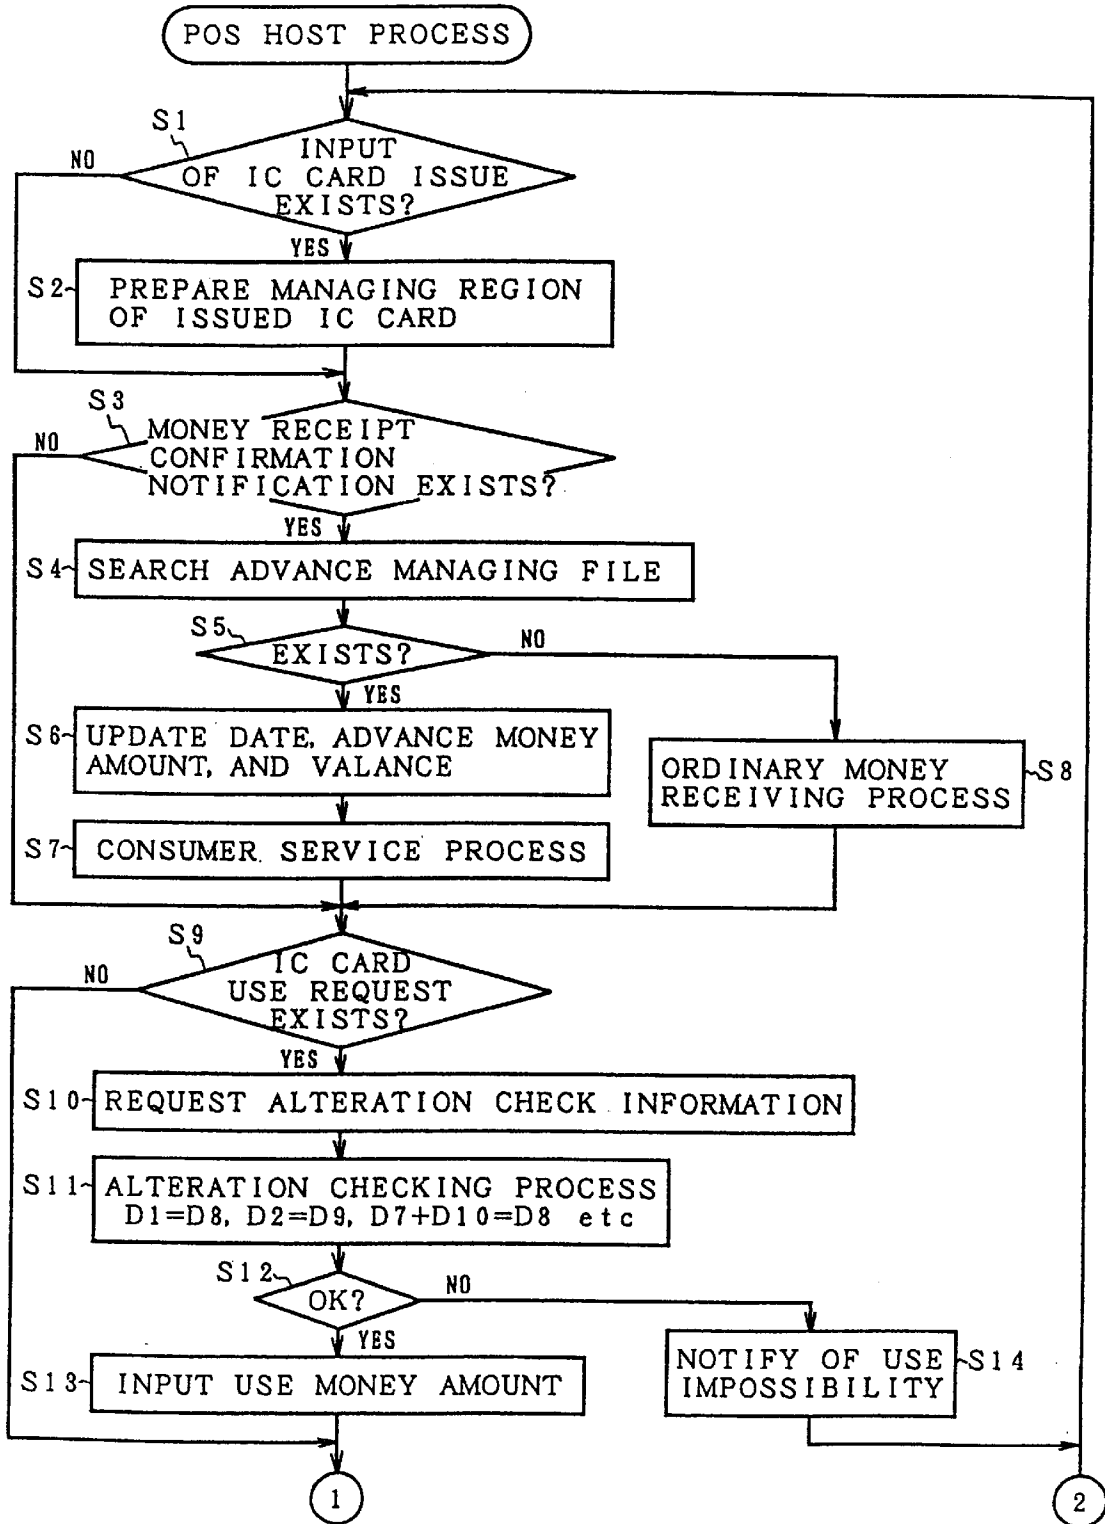 POS HOST PROCESS
S1
NO
INPUT
OF IC CARD ISSUE
EXISTS?
YES
S2
PREPARE MANAGING REGION
OF ISSUED IC CARD
S3
NO
MONEY RECEIPT
CONFIRMATION
NOTIFICATION EXISTS?
YES
S4
SEARCH ADVANCE MANAGING FILE
S5
EXISTS?
NO
YES
S6
UPDATE DATE, ADVANCE MONEY
AMOUNT, AND VALANCE
ORDINARY MONEY
RECEIVING PROCESS
S8
S7
CONSUMER SERVICE PROCESS
S9
NO
IC CARD
USE REQUEST
EXISTS?
YES
S10
REQUEST ALTERATION CHECK INFORMATION
S11
ALTERATION CHECKING PROCESS
D1=D8, D2=D9, D7+D10=D8 etc
S12
OK?
NO
YES
S13
INPUT USE MONEY AMOUNT
NOTIFY OF USE
IMPOSSIBILITY
S14
1
2